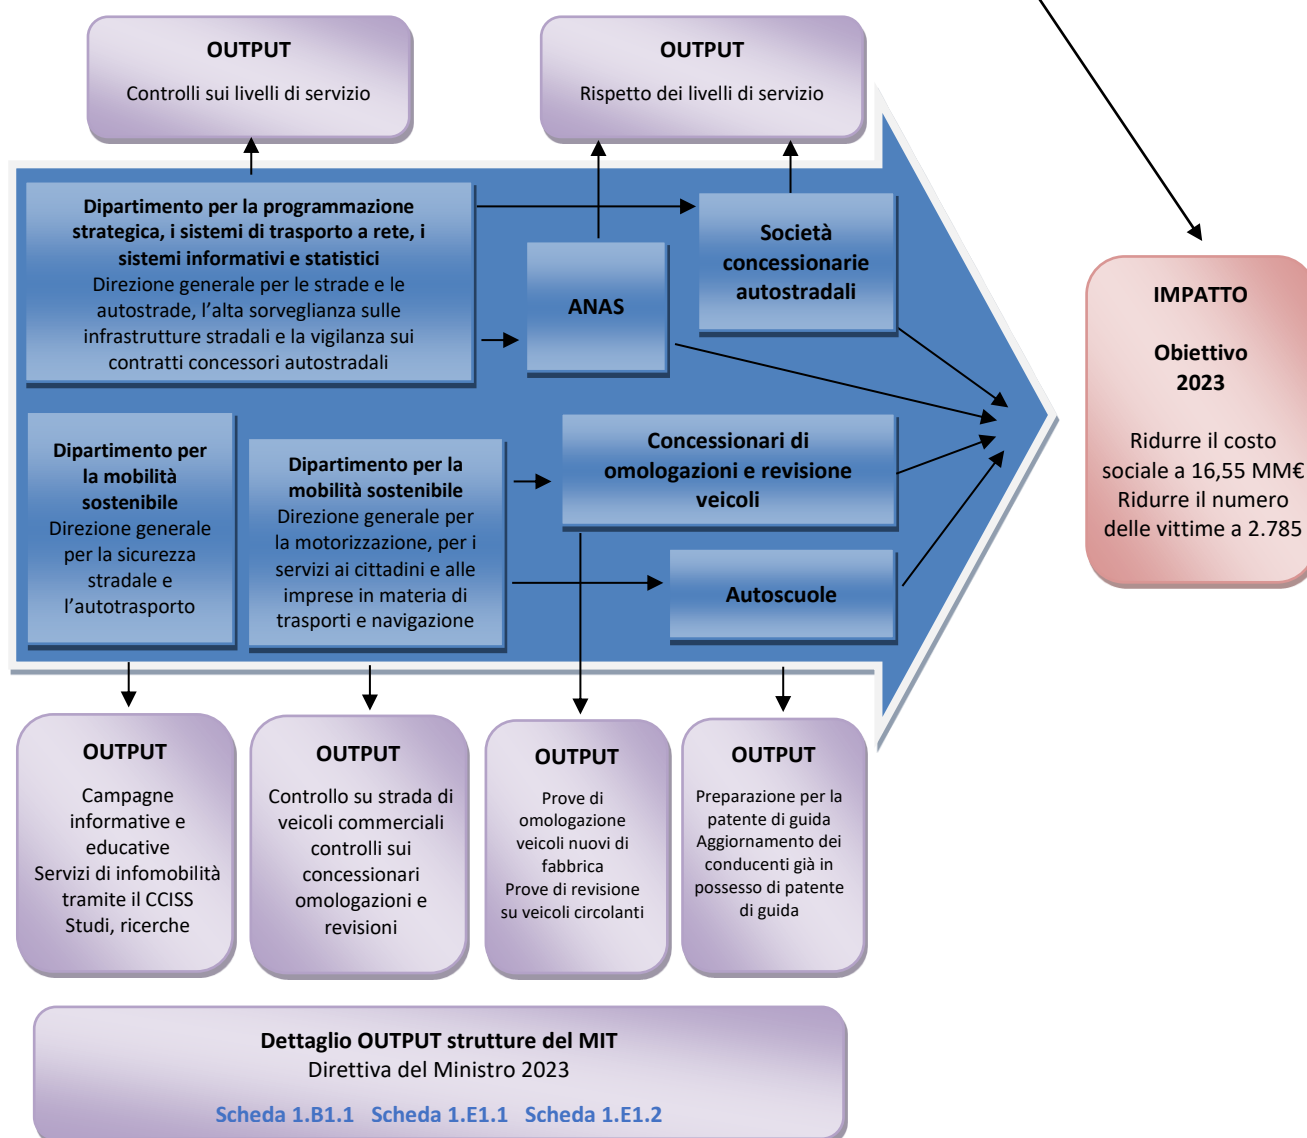 OUTPUT
Controlli sui livelli di servizio
OUTPUT
Rispetto dei livelli di servizio
Dipartimento per la programmazione
strategica, i sistemi di trasporto a rete, i
sistemi informativi e statistici
Direzione generale per le strade e le
autostrade, l'alta sorveglianza sulle
infrastrutture stradali e la vigilanza sui
contratti concessori autostradali
ANAS
Società
concessionarie
autostradali
IMPATTO
Obiettivo
2023
Ridurre il costo
sociale a 16,55 MM€
Ridurre il numero
delle vittime a 2.785
Dipartimento per
la mobilità
sostenibile
Direzione generale
per la sicurezza
stradale e
l'autotrasporto
Dipartimento per la
mobilità sostenibile
Direzione generale per
la motorizzazione, per i
servizi ai cittadini e alle
imprese in materia di
trasporti e navigazione
Concessionari di
omologazioni e revisione
veicoli
Autoscuole
OUTPUT
Campagne
informative e
educative
Servizi di infomobilità
tramite il CCISS
Studi, ricerche
OUTPUT
Controllo su strada di
veicoli commerciali
controlli sui
concessionari
omologazioni e
revisioni
OUTPUT
Prove di
omologazione
veicoli nuovi di
fabbrica
Prove di revisione
su veicoli circolanti
OUTPUT
Preparazione per la
patente di guida
Aggiornamento dei
conducenti già in
possesso di patente
di guida
Dettaglio OUTPUT strutture del MIT
Direttiva del Ministro 2023
Scheda 1.B1.1 Scheda 1.E1.1 Scheda 1.E1.2